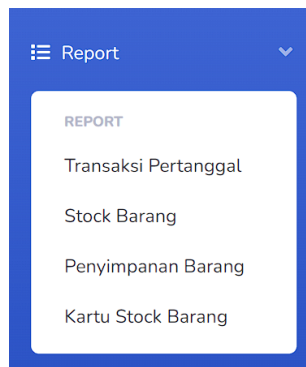 Report
REPORT
Transaksi Pertanggal
Stock Barang
Penyimpanan Barang
Kartu Stock Barang